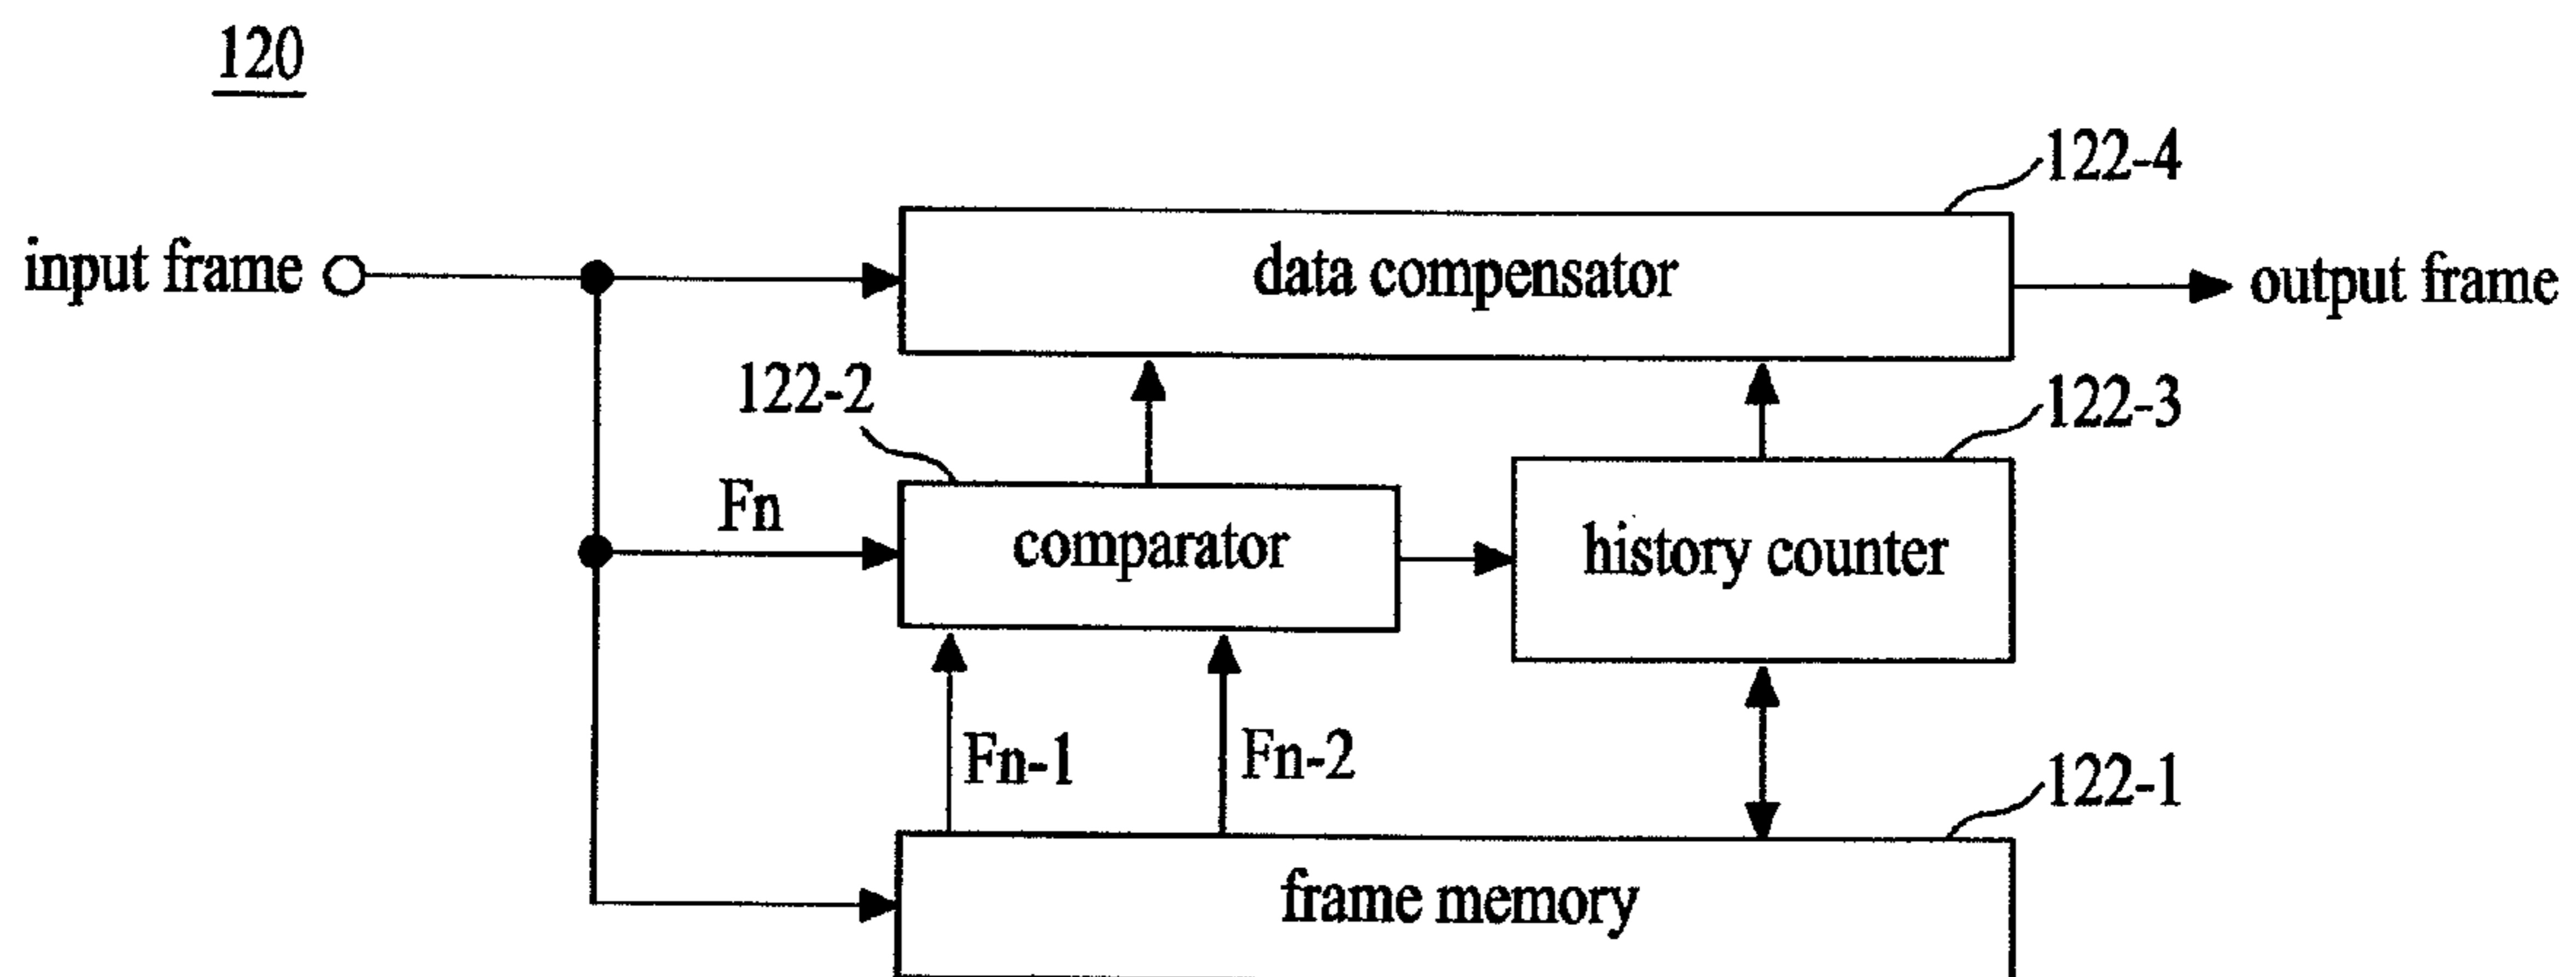 120
122-4
input frame
data compensator
output frame
122-2
122-3
Fn
comparator
history counter
Fn-1
Fn-2
122-1
frame memory